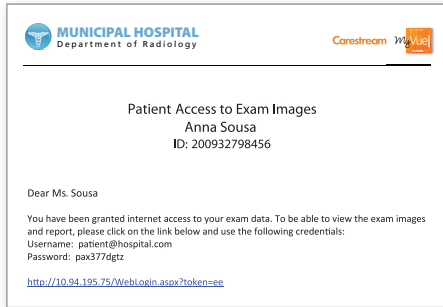 MUNICIPAL HOSPITAL
Department of Radiology
Carestream MyVue
Patient Access to Exam Images
Anna Sousa
ID: 200932798456
Dear Ms. Sousa
You have been granted internet access to your exam data. To be able to view the exam images
and report, please click on the link below and use the following credentials:
Username: patient@hospital.com
Password: pax377dgtz
http://10.94.195.75/WebLogin.aspx?token=ee